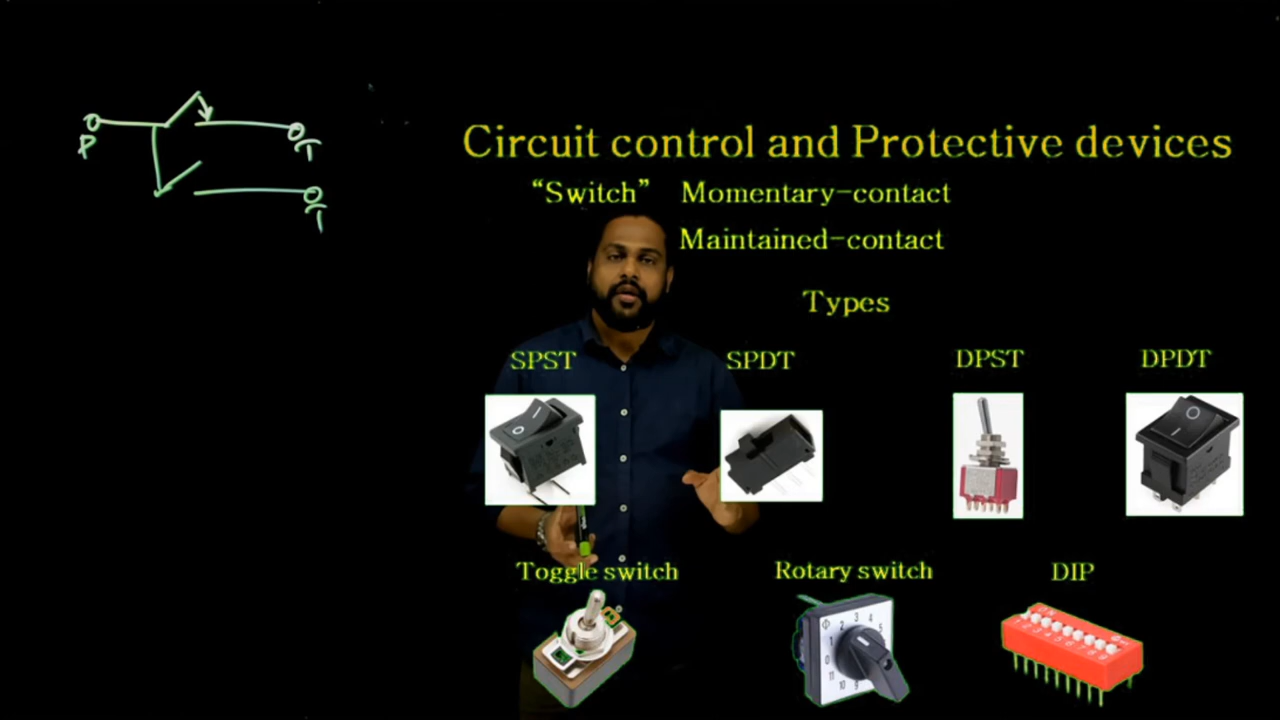 P
T
T
Circuit control and Protective devices
“Switch” Momentary-contact
Maintained-contact
Types
SPST SPDT DPST DPDT
Toggle switch Rotary switch DIP